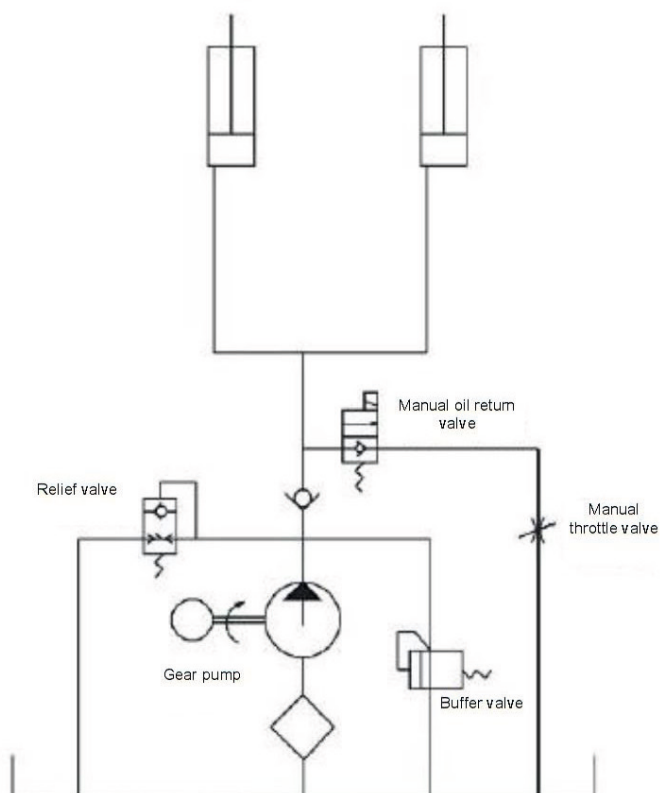 Manual oil return
valve
Relief valve
Manual
throttle valve
Gear pump
Buffer valve